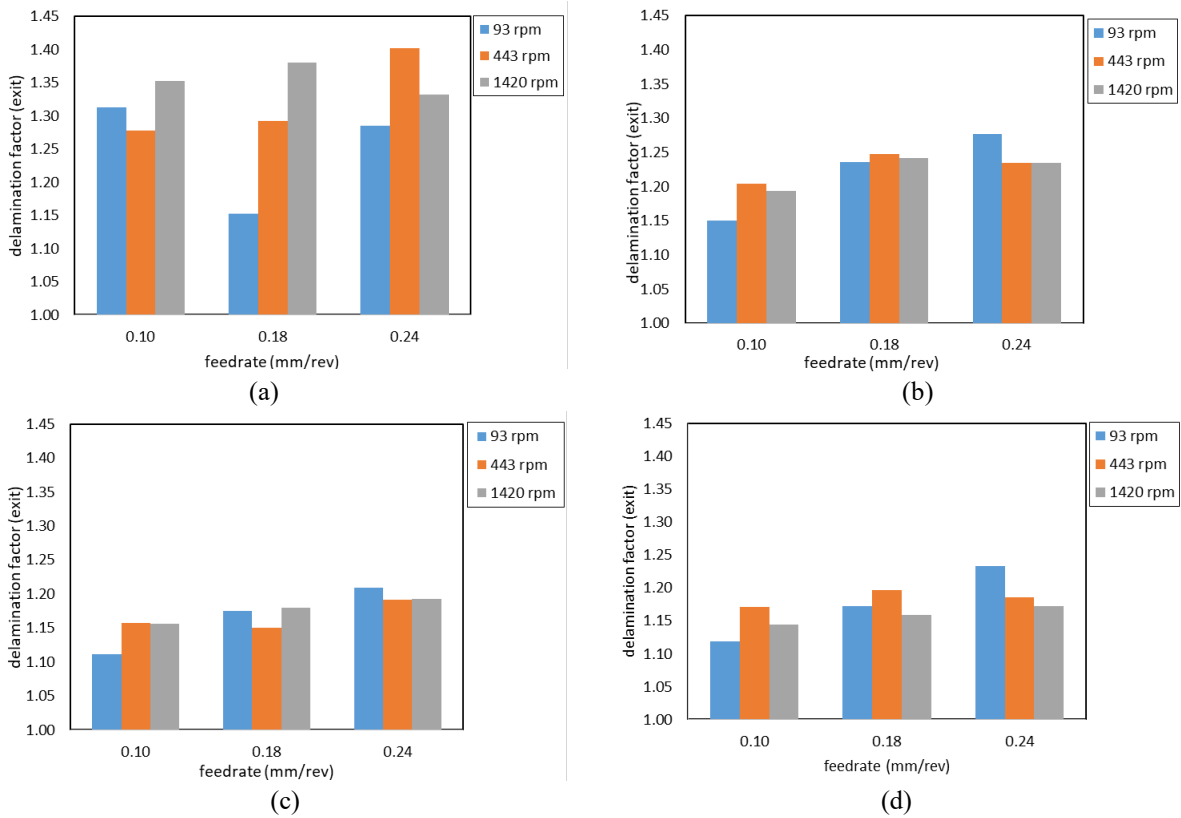 1.45
1.40
1.35
1.30
1.25
1.20
1.15
1.10
1.05
1.00
delamination factor (exit)
0.10 0.18 0.24
feedrate (mm/rev)
93 rpm
443 rpm
1420 rpm
(a)
1.45
1.40
1.35
1.30
1.25
1.20
1.15
1.10
1.05
1.00
delamination factor (exit)
0.10 0.18 0.24
feedrate (mm/rev)
93 rpm
443 rpm
1420 rpm
(b)
1.45
1.40
1.35
1.30
1.25
1.20
1.15
1.10
1.05
1.00
delamination factor (exit)
0.10 0.18 0.24
feedrate (mm/rev)
93 rpm
443 rpm
1420 rpm
(c)
1.45
1.40
1.35
1.30
1.25
1.20
1.15
1.10
1.05
1.00
delamination factor (exit)
0.10 0.18 0.24
feedrate (mm/rev)
93 rpm
443 rpm
1420 rpm
(d)